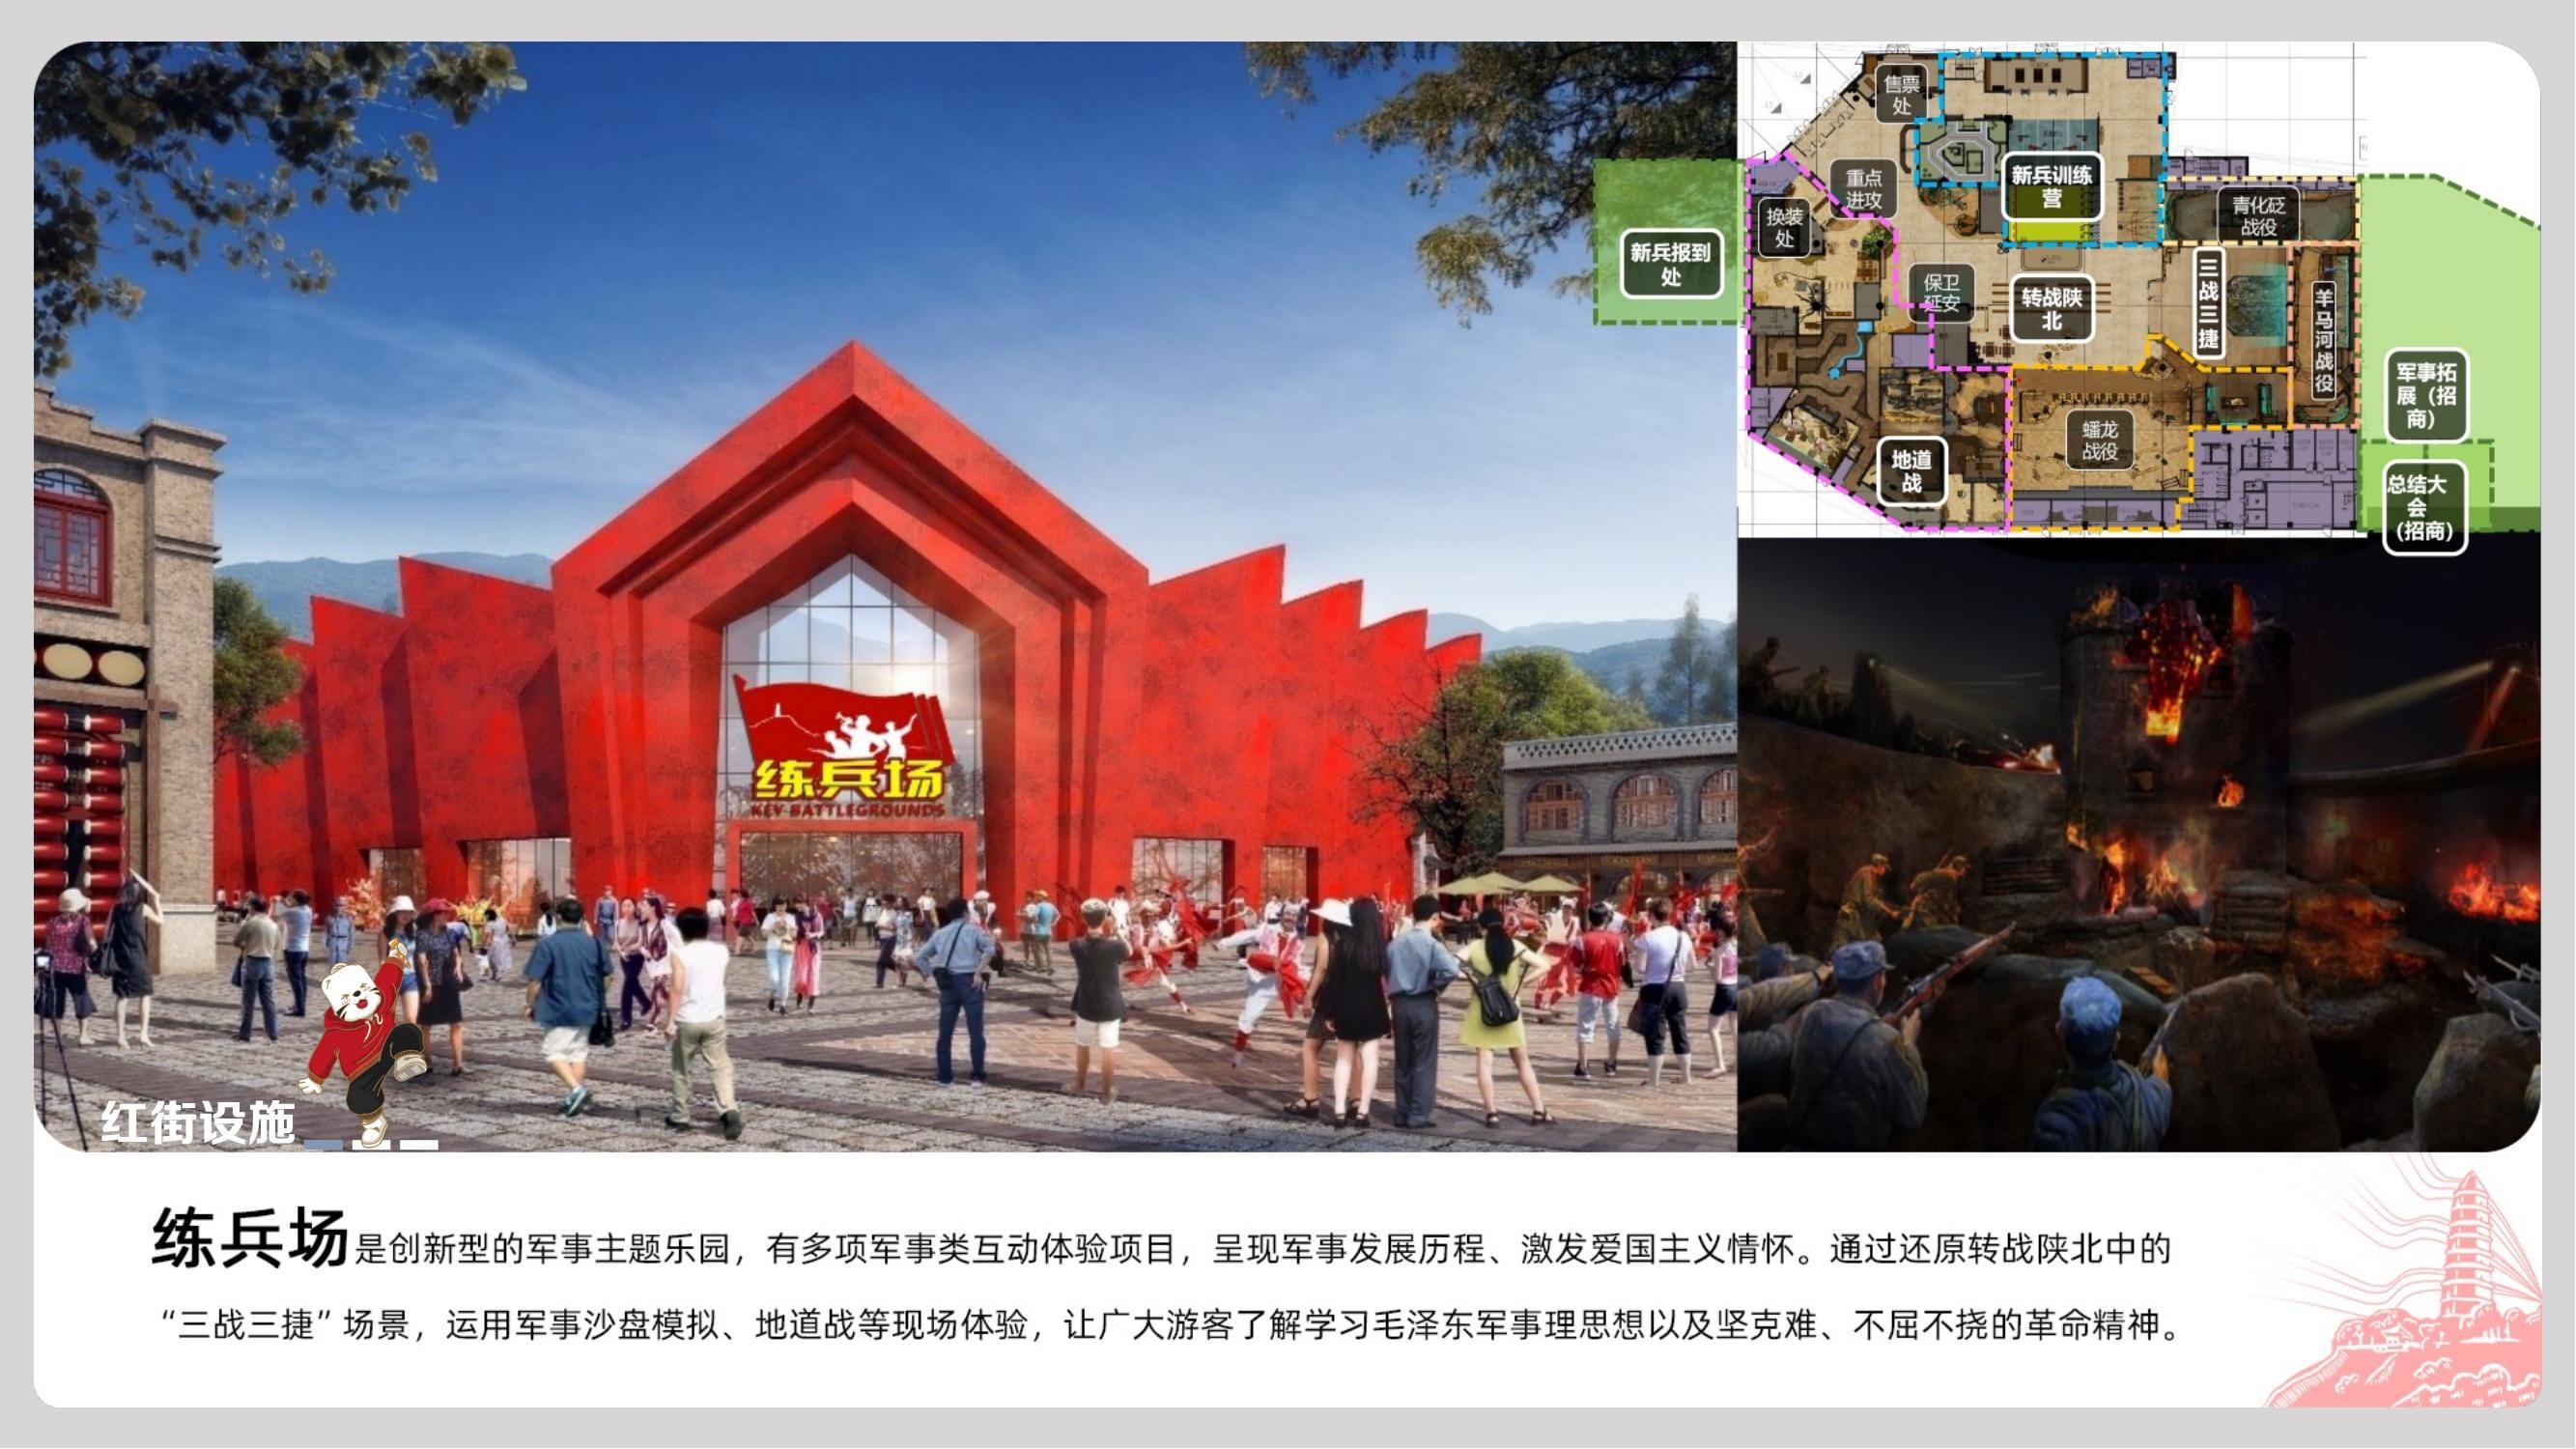 售票
处
重点
进攻
新兵训练
营
换装
处
青化砭
战役
新兵报到
处
保卫
延安
转战陕
北
三
战
三
捷
羊
马
河
战
役
军事拓
展（招
商）
地道
战
蟠龙
战役
总结大
会
（招商）
练兵场
KEY BATTLEGROUNDS
红街设施
练兵场是创新型的军事主题乐园，有多项军事类互动体验项目，呈现军事发展历程、激发爱国主义情怀。通过还原转战陕北中的
“三战三捷”场景，运用军事沙盘模拟、地道战等现场体验，让广大游客了解学习毛泽东军事理思想以及坚克难、不屈不挠的革命精神。